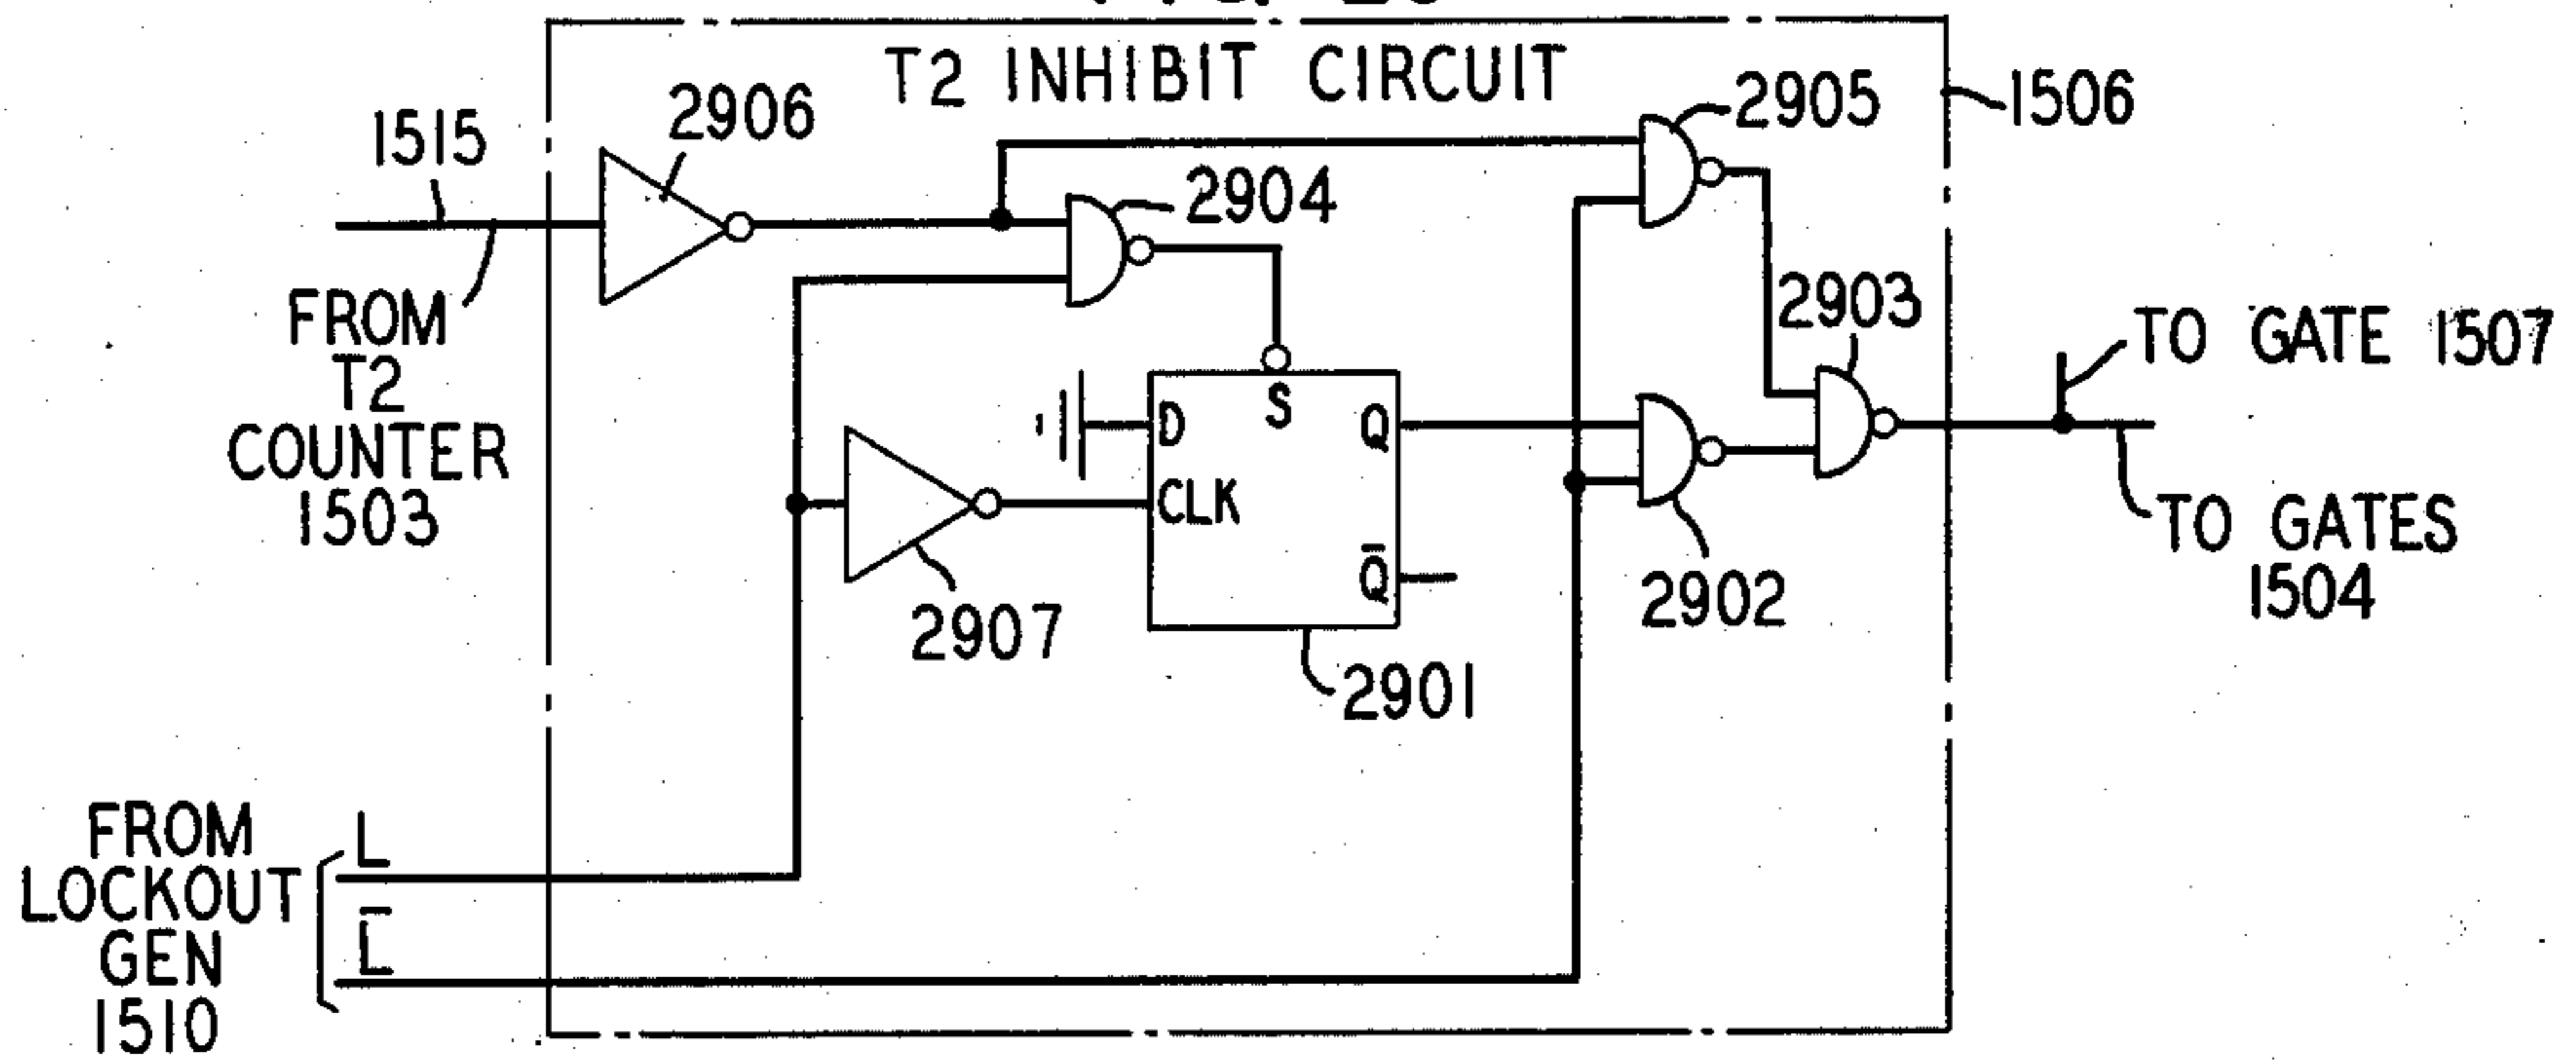 T2 INHIBIT CIRCUIT
1515
2906
2904
2905
1506
FROM
T2
COUNTER
1503
2903
TO GATE 1507
D
S
Q
CLK
Q̅
TO GATES
1504
2907
2901
2902
FROM
LOCKOUT
GEN
1510
L
L̅